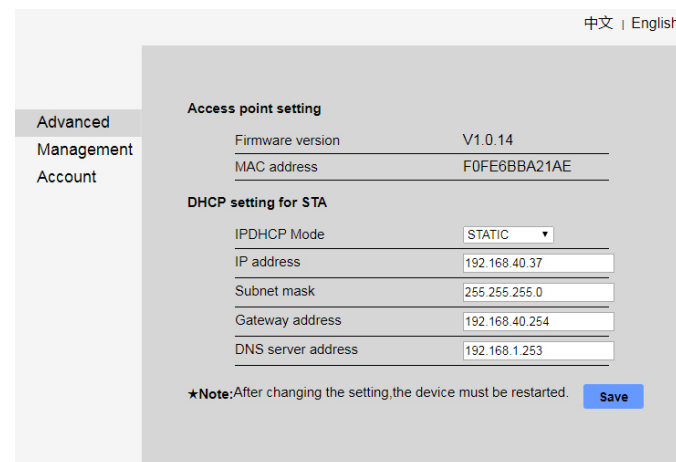 中文 | English
Advanced
Management
Account
Access point setting
Firmware version V1.0.14
MAC address F0FE6BBA21AE
DHCP setting for STA
IPDHCP Mode STATIC
IP address 192.168.40.37
Subnet mask 255.255.255.0
Gateway address 192.168.40.254
DNS server address 192.168.1.253
★Note:After changing the setting,the device must be restarted. Save